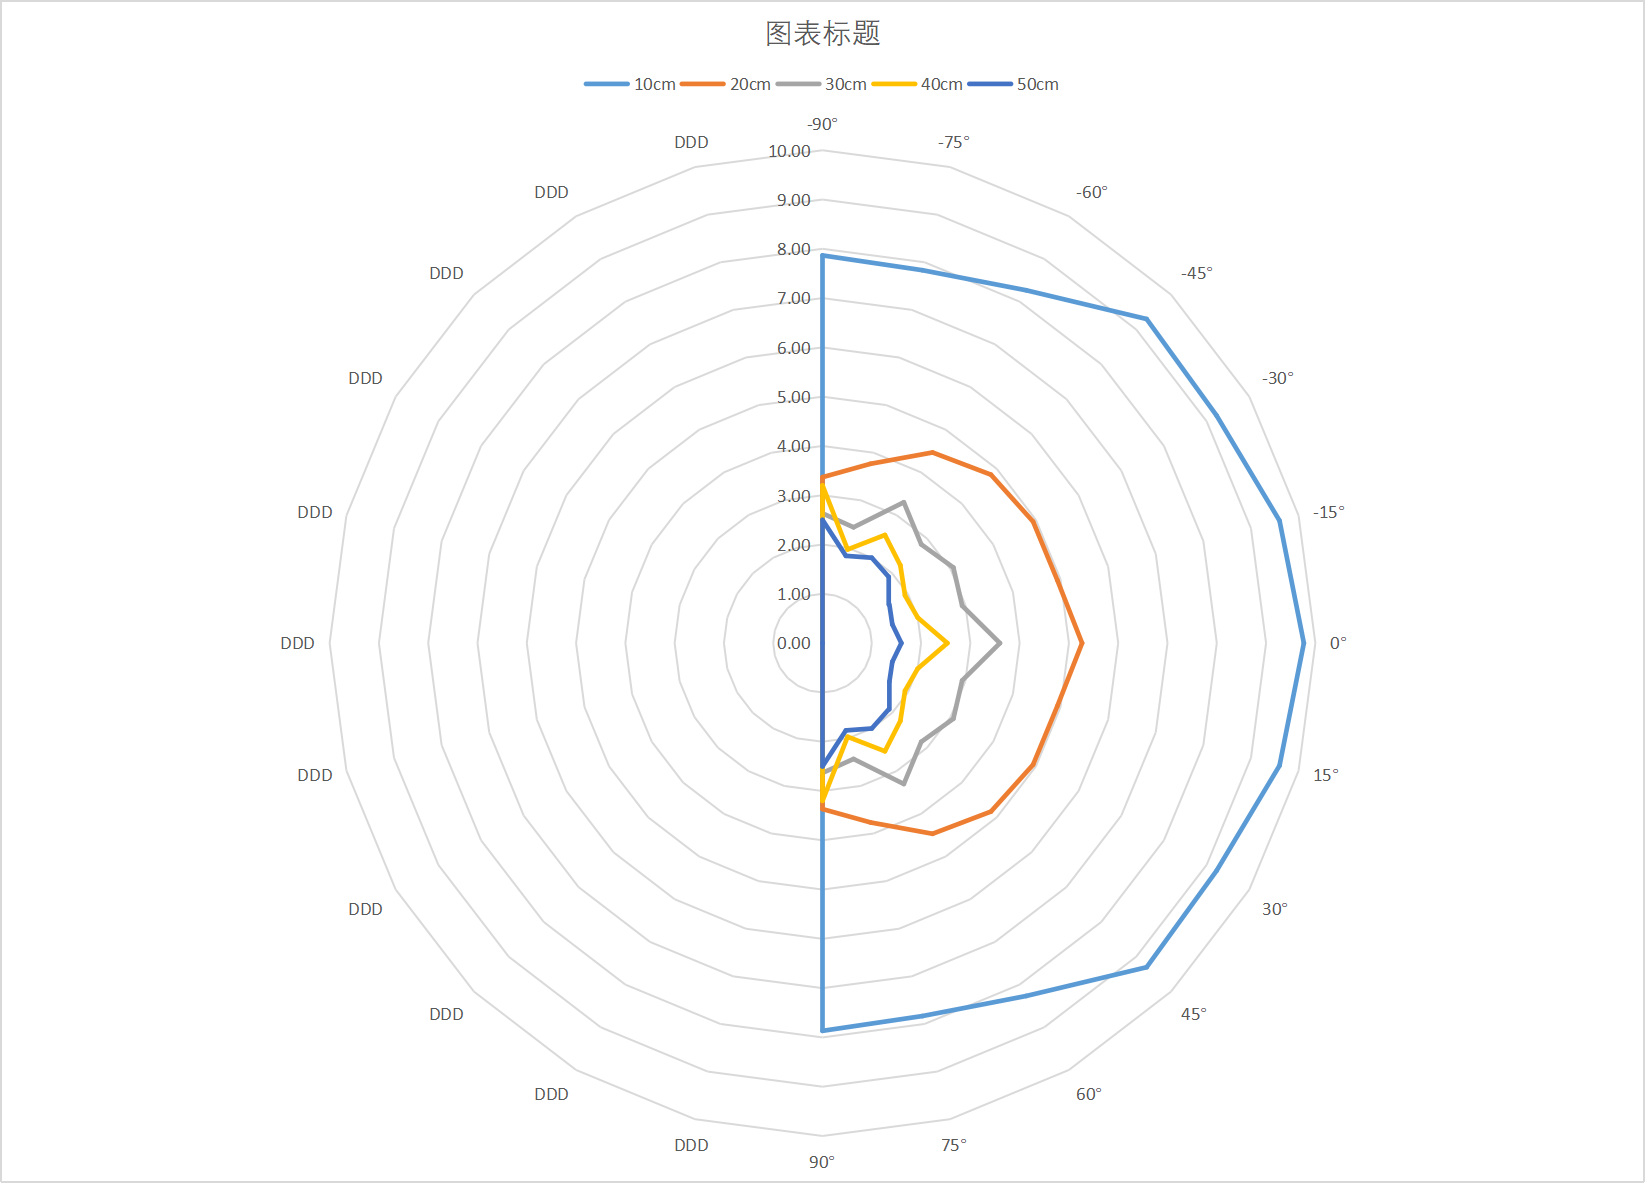 图表标题
10cm 20cm 30cm 40cm 50cm
-90°
DDD -75°
10.00
DDD -60°
9.00
8.00
DDD -45°
7.00
6.00
DDD -30°
5.00
4.00
3.00
DDD -15°
2.00
1.00
DDD 0.00 0°
DDD 15°
DDD 30°
DDD 45°
DDD 60°
DDD 75°
90°